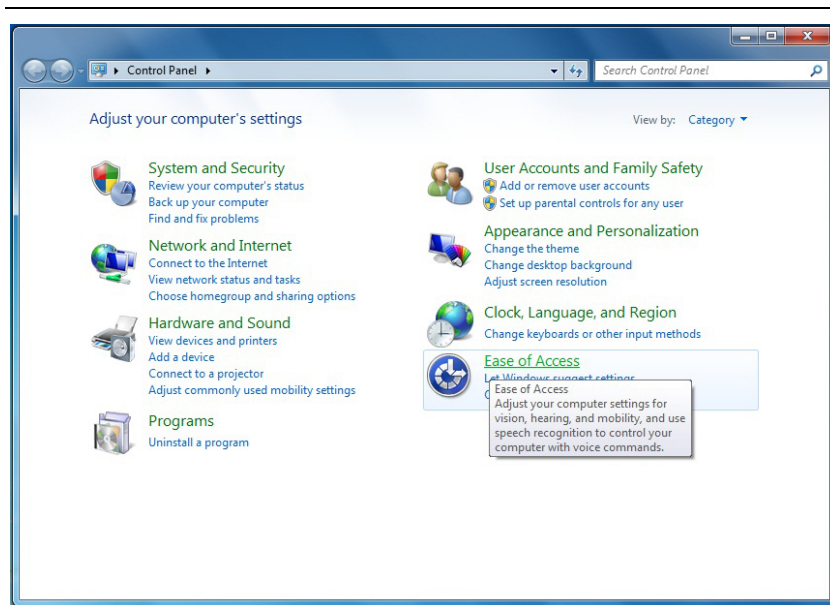 Control Panel
Search Control Panel
Adjust your computer's settings
View by: Category
System and Security
Review your computer's status
Back up your computer
Find and fix problems
Network and Internet
Connect to the Internet
View network status and tasks
Choose homegroup and sharing options
Hardware and Sound
View devices and printers
Add a device
Connect to a projector
Adjust commonly used mobility settings
Programs
Uninstall a program
User Accounts and Family Safety
Add or remove user accounts
Set up parental controls for any user
Appearance and Personalization
Change the theme
Change desktop background
Adjust screen resolution
Clock, Language, and Region
Change keyboards or other input methods
Ease of Access
Let Windows suggest settings
Ease of Access
Adjust your computer settings for
vision, hearing, and mobility, and use
speech recognition to control your
computer with voice commands.